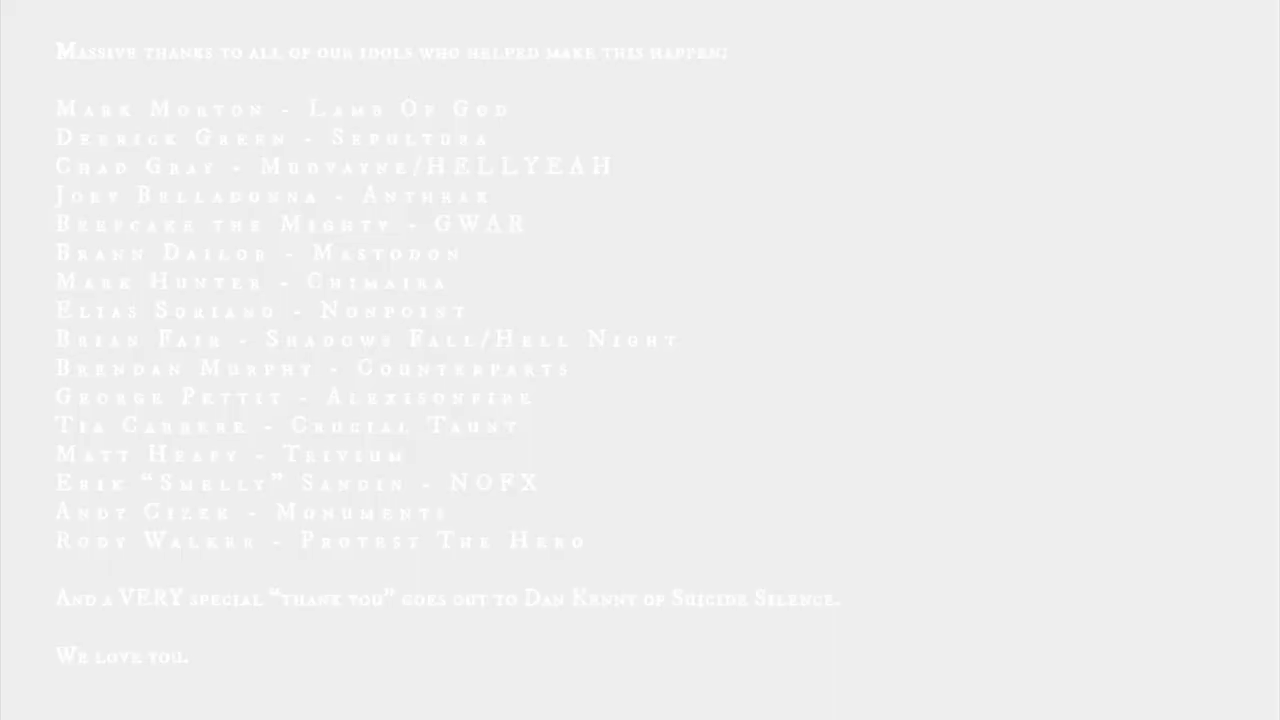 Massive thanks to all of our idols who helped make this happen:
Mark Morton - Lamb Of God
Derrick Green - Sepultura
Chad Gray - Mudvayne/HELLYEAH
Joey Belladonna - Anthrax
Beefcake the Mighty - GWAR
Brann Dailor - Mastodon
Mark Hunter - Chimaira
Elias Soriano - Nonpoint
Brian Fair - Shadows Fall/Hell Night
Brendan Murphy - Counterparts
George Pettit - Alexisonfire
Tia Carrere - Crucial Taunt
Matt Heafy - Trivium
Erik “Smelly” Sandin - NOFX
Andy Cizek - Monuments
Rody Walker - Protest The Hero
And a VERY special “thank you” goes out to Dan Kenny of Suicide Silence.
We love you.